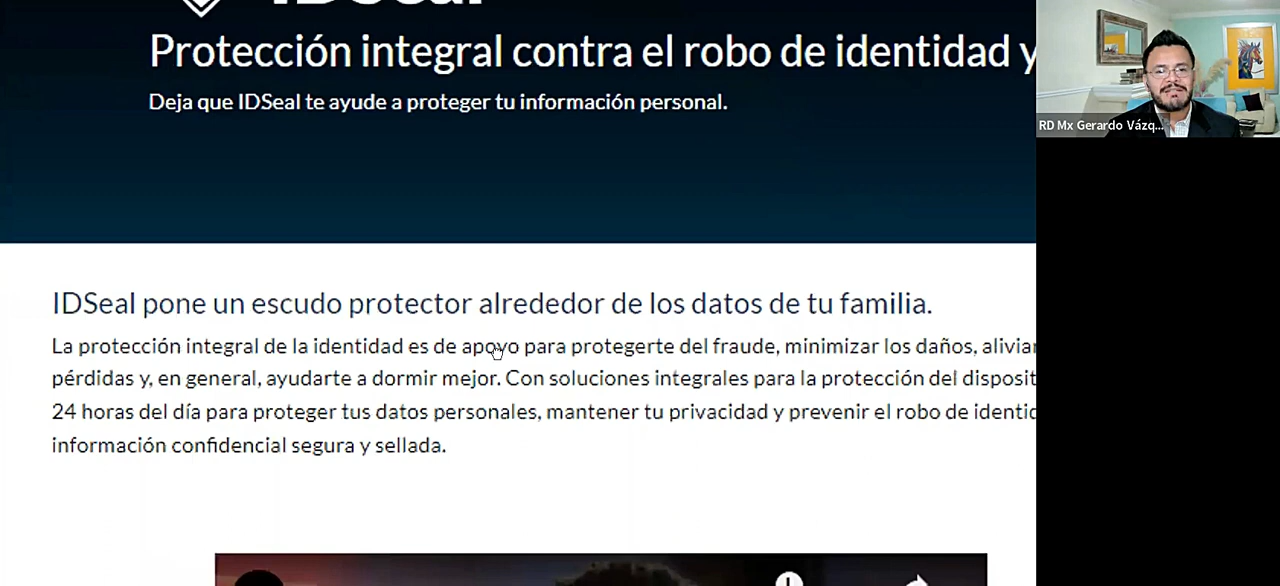 IDSeal
Protección integral contra el robo de identidad y
Deja que IDSeal te ayude a proteger tu información personal.
RD Mx Gerardo Vázq...
IDSeal pone un escudo protector alrededor de los datos de tu familia.
La protección integral de la identidad es de apoyo para protegerte del fraude, minimizar los daños, aliviar
pérdidas y, en general, ayudarte a dormir mejor. Con soluciones integrales para la protección del disposit
24 horas del día para proteger tus datos personales, mantener tu privacidad y prevenir el robo de identid
información confidencial segura y sellada.